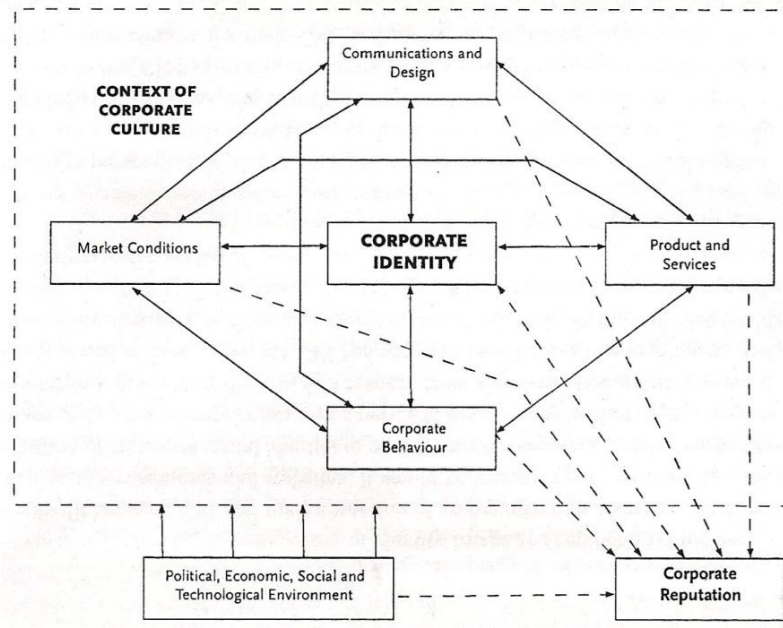 Communications and
Design
CONTEXT OF
CORPORATE
CULTURE
Market Conditions
CORPORATE
IDENTITY
Product and
Services
Corporate
Behaviour
Political, Economic, Social and
Technological Environment
Corporate
Reputation